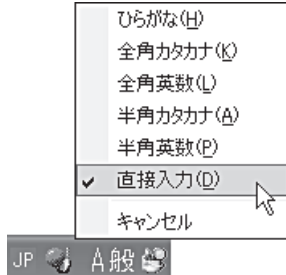 ひらがな(H)
全角カタカナ(K)
全角英数(L)
半角カタカナ(A)
半角英数(P)
直接入力(D)
キャンセル
JP A般